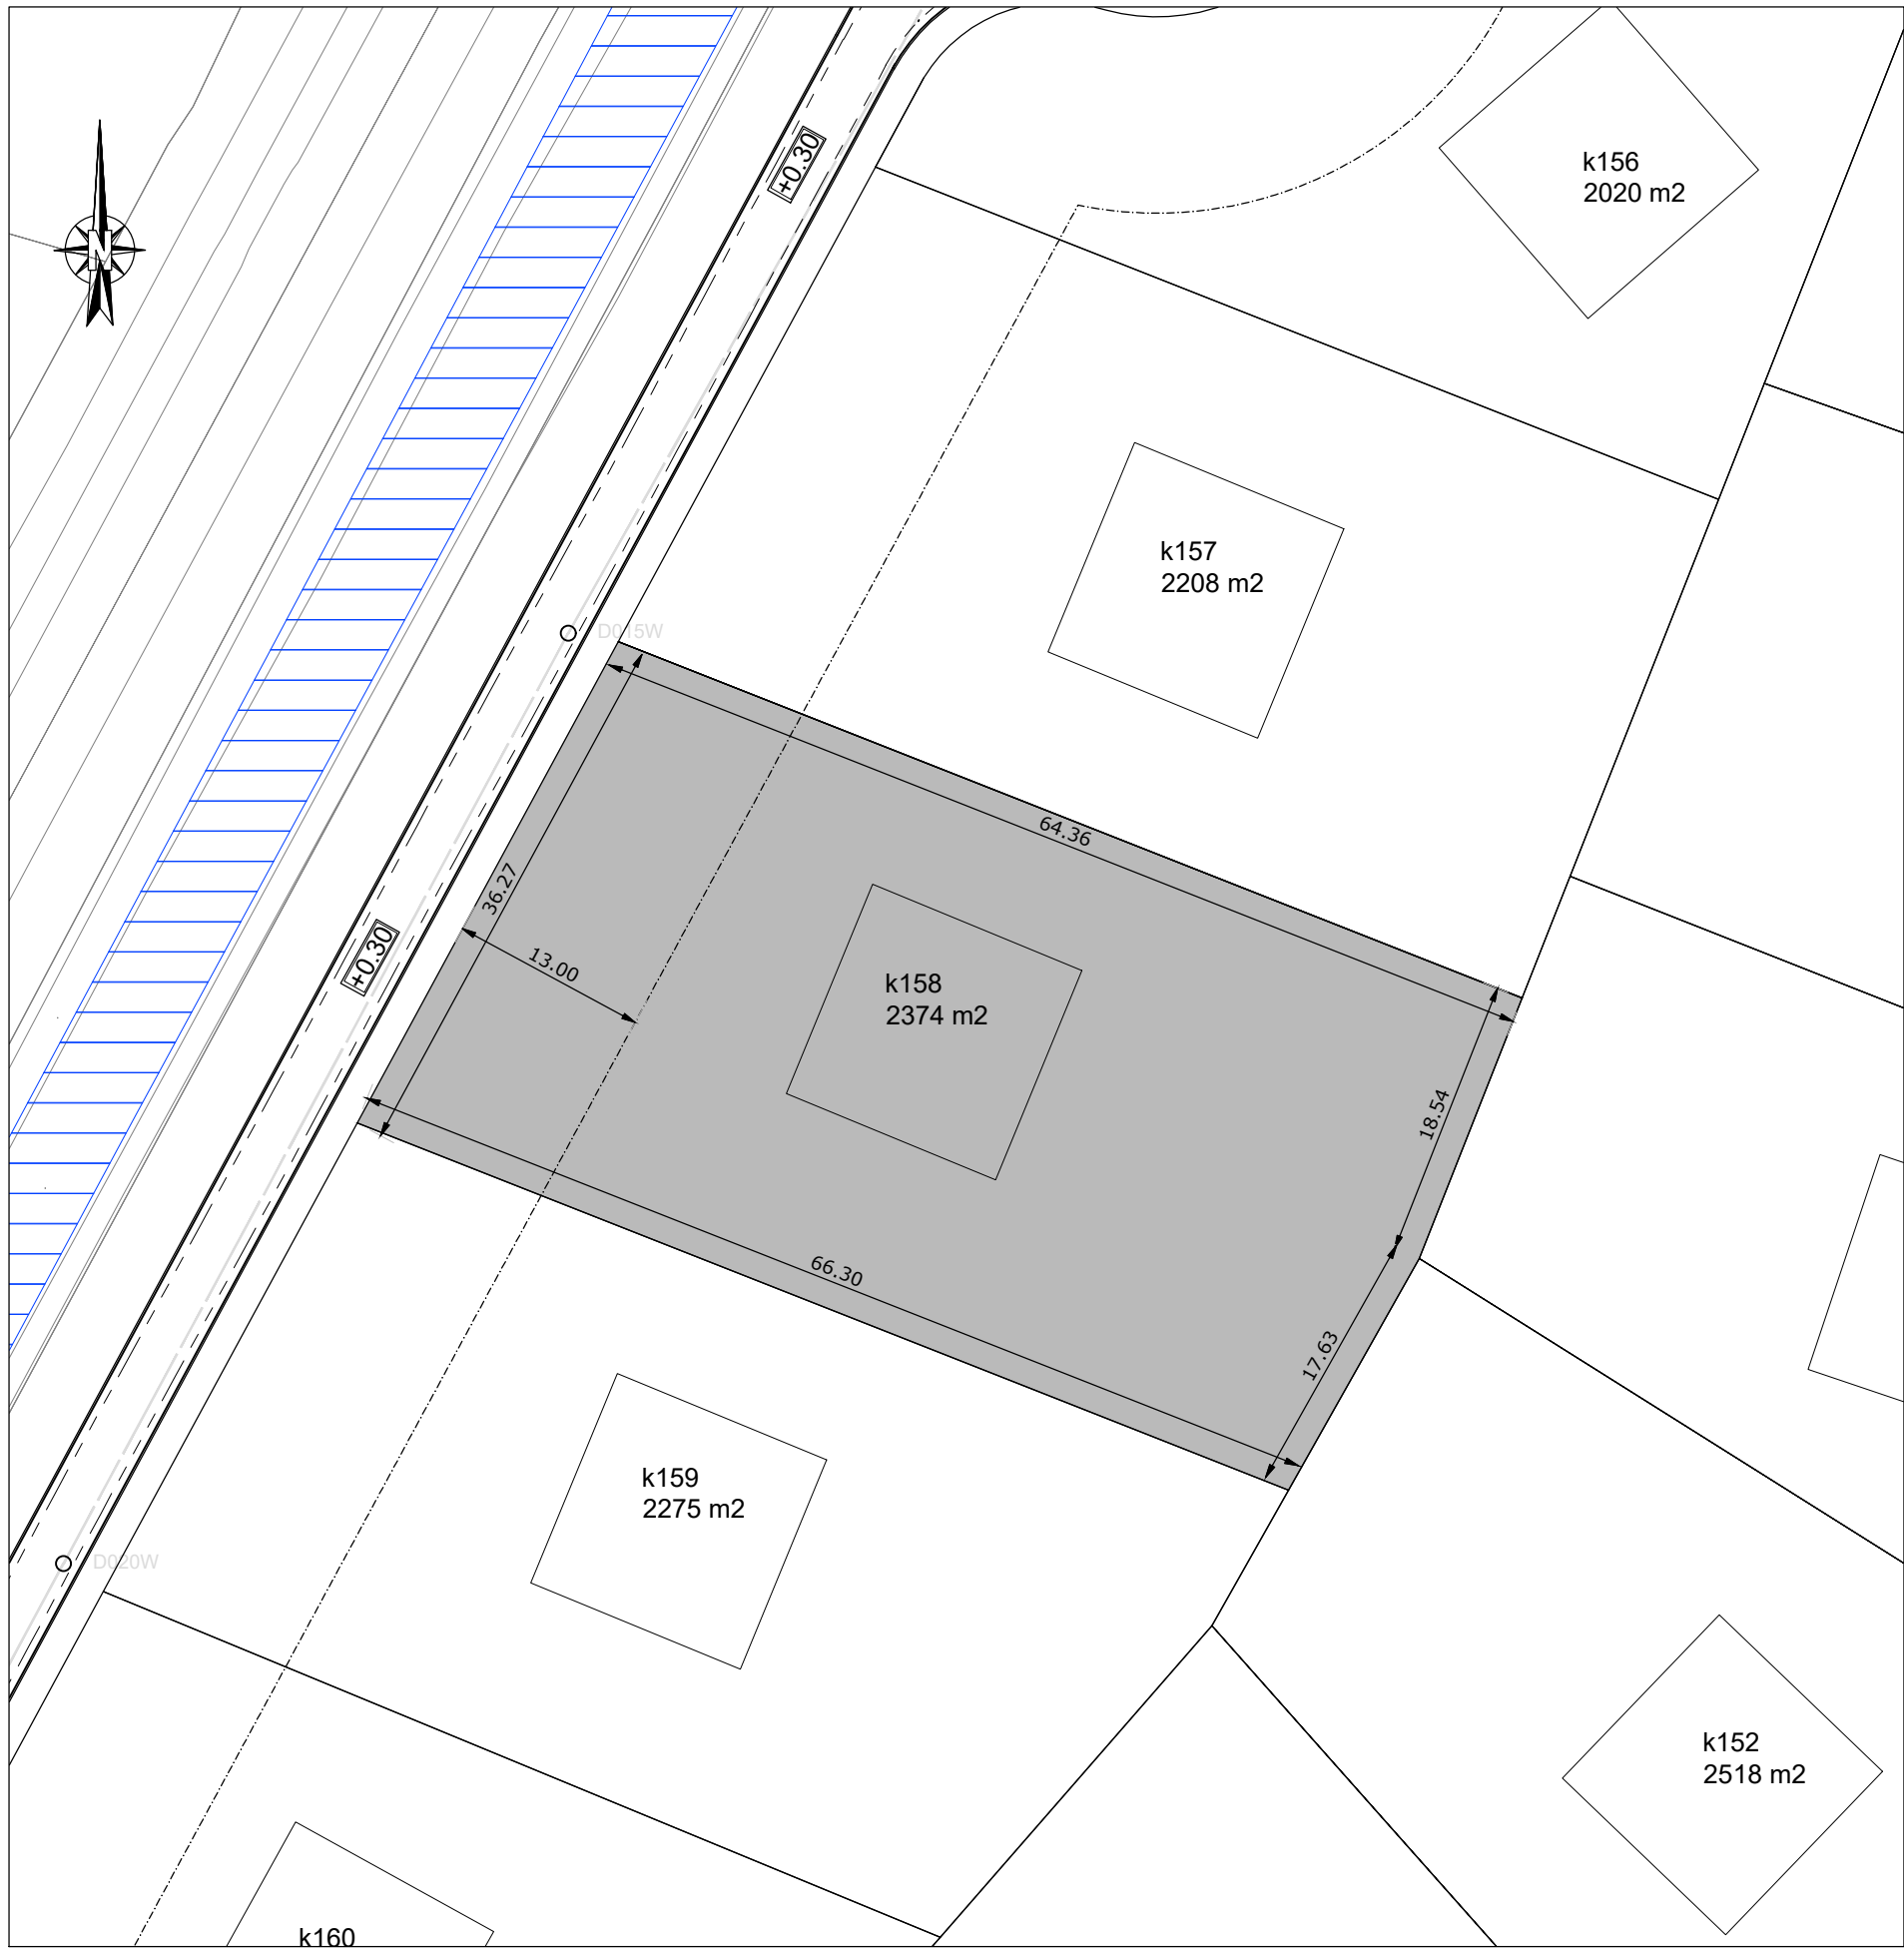 +0.30
k156
2020 m2
N
k157
2208 m2
D015W
64.36
36.27
+0.30
13.00
k158
2374 m2
18.54
66.30
17.63
k159
2275 m2
D020W
k152
2518 m2
k160